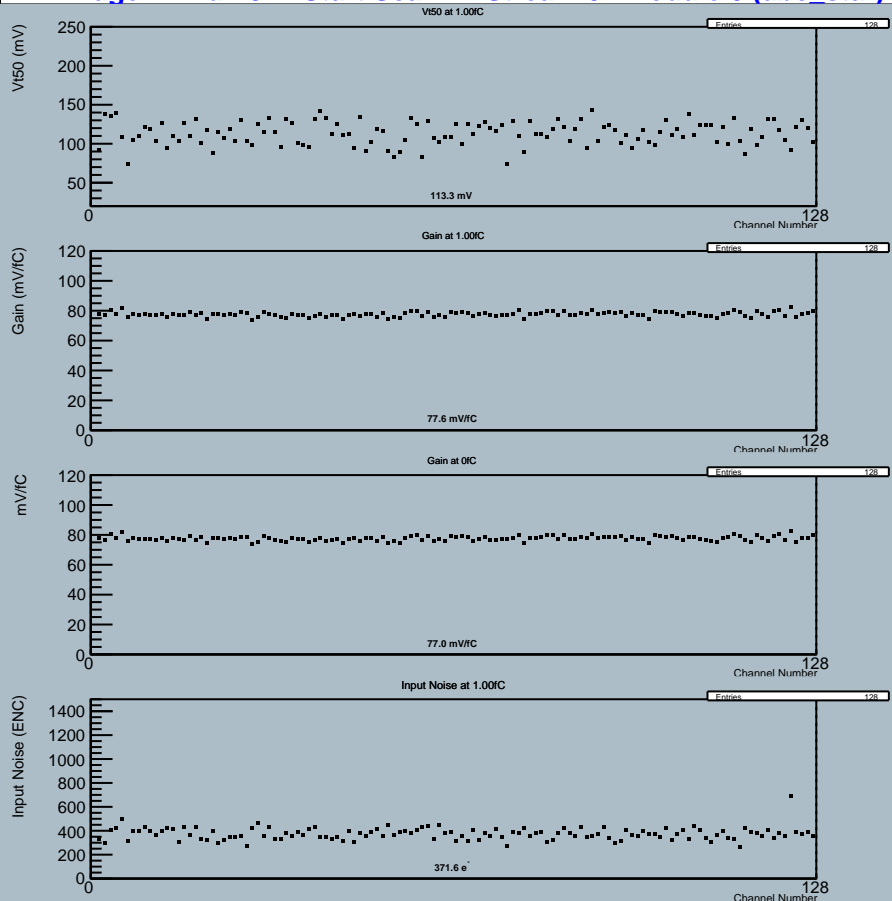 Vt50 at 1.00fC
Entries 128
Vt50 (mV)
250
200
150
100
50
113.3 mV
0
128
Channel Number
Gain at 1.00fC
Entries 128
Gain (mV/fC)
120
100
80
60
40
20
0
77.6 mV/fC
0
128
Channel Number
Gain at 0fC
Entries 128
mV/fC
120
100
80
60
40
20
0
77.0 mV/fC
0
128
Channel Number
Input Noise at 1.00fC
Entries 128
Input Noise (ENC)
1400
1200
1000
800
600
400
200
0
371.6 e-
0
128
Channel Number